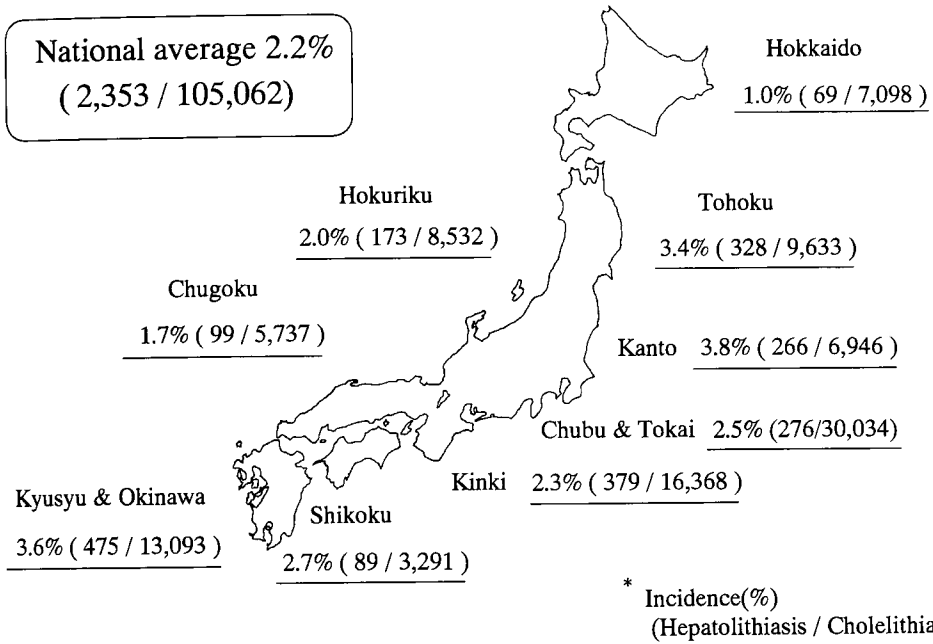 National average 2.2%
( 2,353 / 105,062)
Hokkaido
1.0% ( 69 / 7,098 )
Hokuriku
2.0% ( 173 / 8,532 )
Tohoku
3.4% ( 328 / 9,633 )
Chugoku
1.7% ( 99 / 5,737 )
Kanto 3.8% ( 266 / 6,946 )
Chubu & Tokai 2.5% (276/30,034)
Kinki 2.3% ( 379 / 16,368 )
Kyusyu & Okinawa
3.6% ( 475 / 13,093 )
Shikoku
2.7% ( 89 / 3,291 )
* Incidence(%)
(Hepatolithiasis / Cholelithia